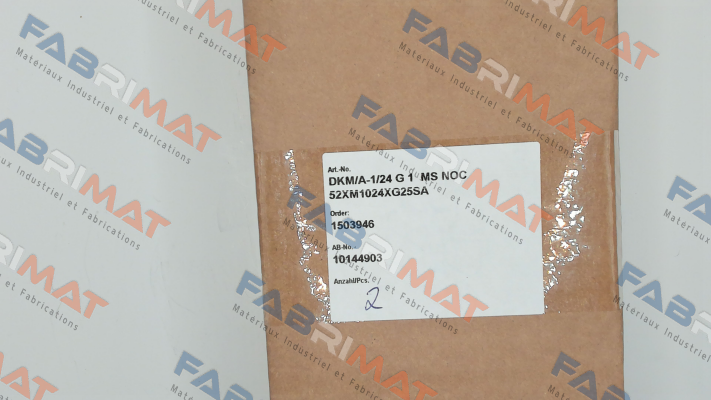 Art.-No.
DKM/A-1/24 G 1" MS NOC
52XM1024XG25SA
Order:
1503946
AB-No.
10144903
Anzahl/Pcs.
2
FABRIMAT
Matériaux Industriel et Fabrications